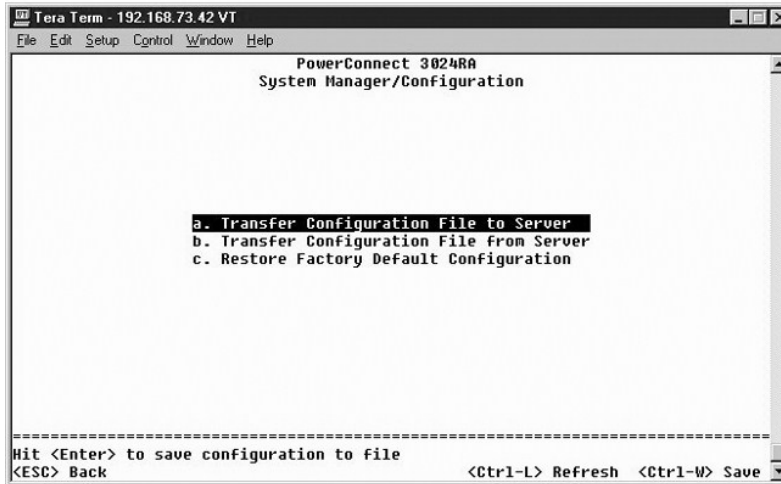 Tera Term - 192.168.73.42 VT
File Edit Setup Control Window Help
PowerConnect 3024RA
System Manager/Configuration
a. Transfer Configuration File to Server
b. Transfer Configuration File from Server
c. Restore Factory Default Configuration
Hit <Enter> to save configuration to file
<ESC> Back <Ctrl-L> Refresh <Ctrl-W> Save